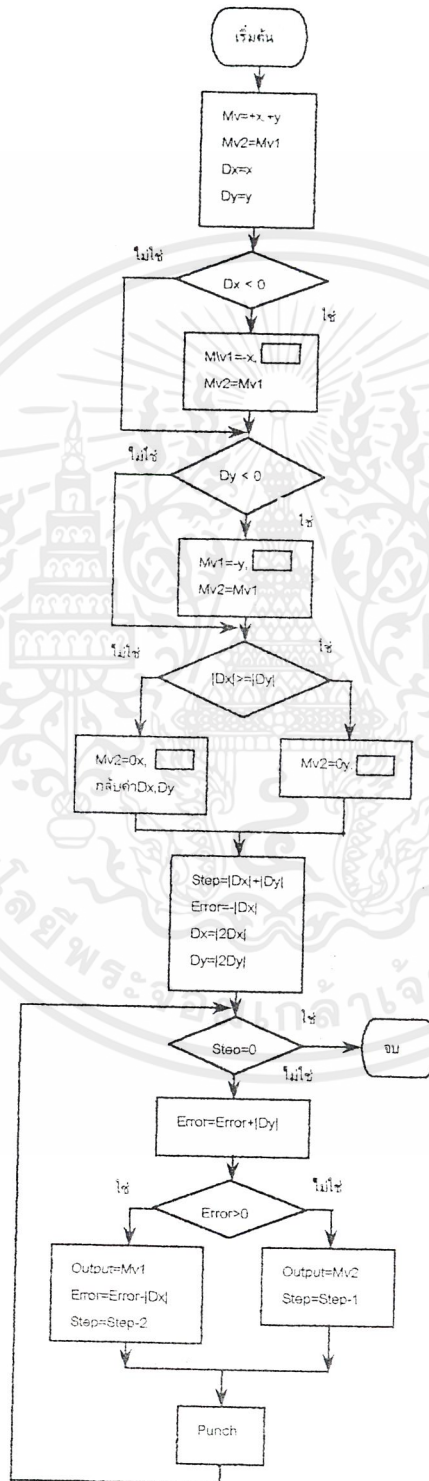 เริ่มต้น
Mv=+x, +y
Mv2=Mv1
Dx=x
Dy=y
ไม่ใช่
Dx < 0
ใช่
M\v1=-x,
Mv2=Mv1
ไม่ใช่
Dy < 0
ใช่
Mv1=-y,
Mv2=Mv1
ไม่ใช่
ใช่
|Dx|>=|Dy|
Mv2=0x,
กลับค่าDx,Dy
Mv2=0y
Step=|Dx|+|Dy|
Error=-|Dx|
Dx=|2Dx|
Dy=|2Dy|
ใช่
Step=0
จบ
ไม่ใช่
Error=Error+|Dy|
ใช่
ไม่ใช่
Error>0
Output=Mv1
Error=Error-|Dx|
Step=Step-2
Output=Mv2
Step=Step-1
Punch